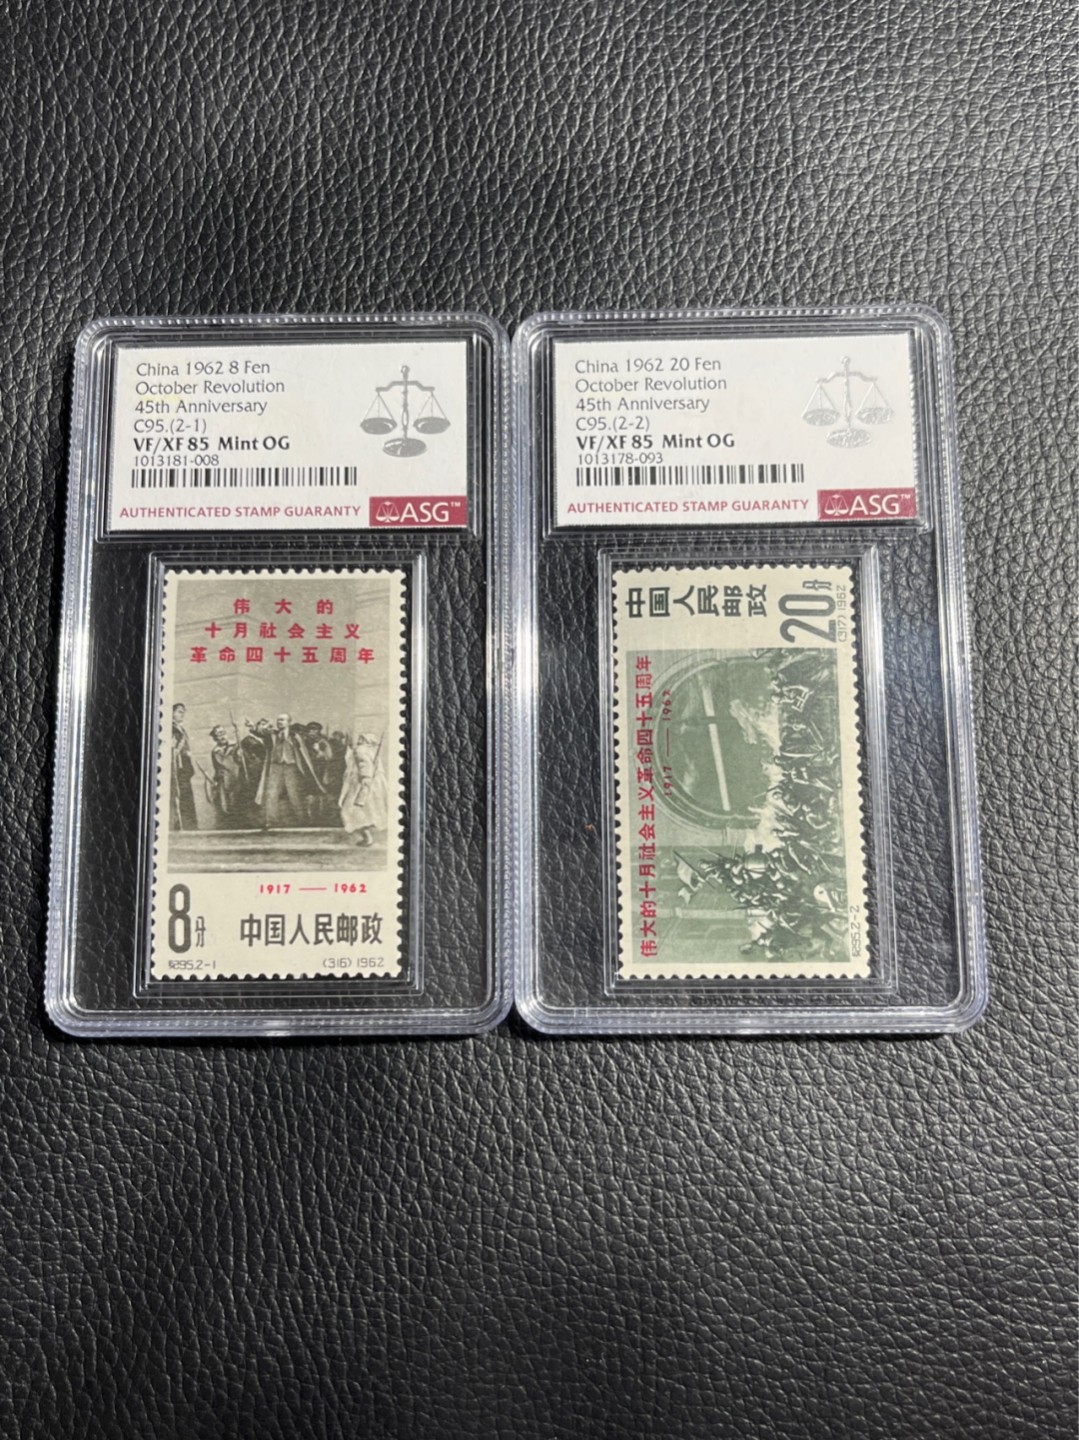 China 1962 8 Fen
October Revolution
45th Anniversary
C95.(2-1)
VF/XF 85 Mint OG
1013181-008
AUTHENTICATED STAMP GUARANTY
ASG™
伟大的
十月社会主义
革命四十五周年
1917 — 1962
8分
中国人民邮政
纪95.2-1
(316) 1962
China 1962 20 Fen
October Revolution
45th Anniversary
C95.(2-2)
VF/XF 85 Mint OG
1013178-093
AUTHENTICATED STAMP GUARANTY
ASG™
中国人民邮政
20分
(317) 1962
伟大的十月社会主义革命四十五周年
1917 — 1962
纪95.2-2